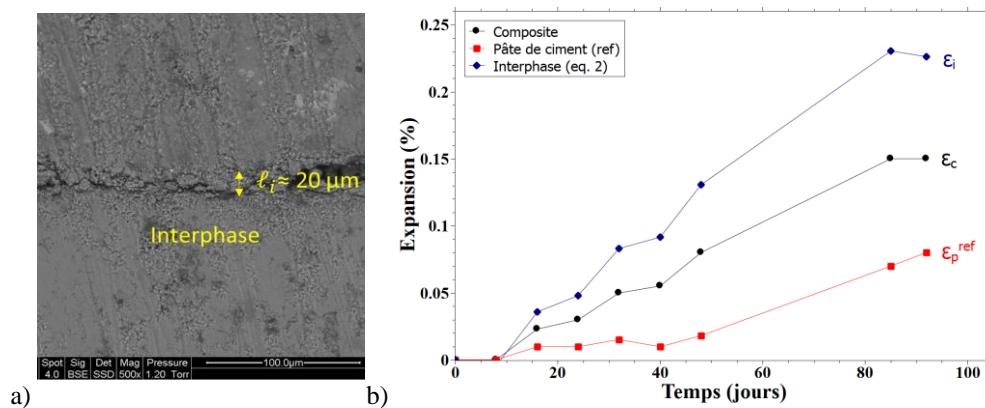 ℓi ≈ 20 µm
Interphase
Spot Sig Det Mag Pressure
4.0 BSE SSD 500x 1.20 Torr
100.0µm
a)
b)
Expansion (%)
0.25
0.2
0.15
0.1
0.05
0
Composite
Pâte de ciment (ref)
Interphase (eq. 2)
εi
εc
εp ref
0 20 40 60 80 100
Temps (jours)